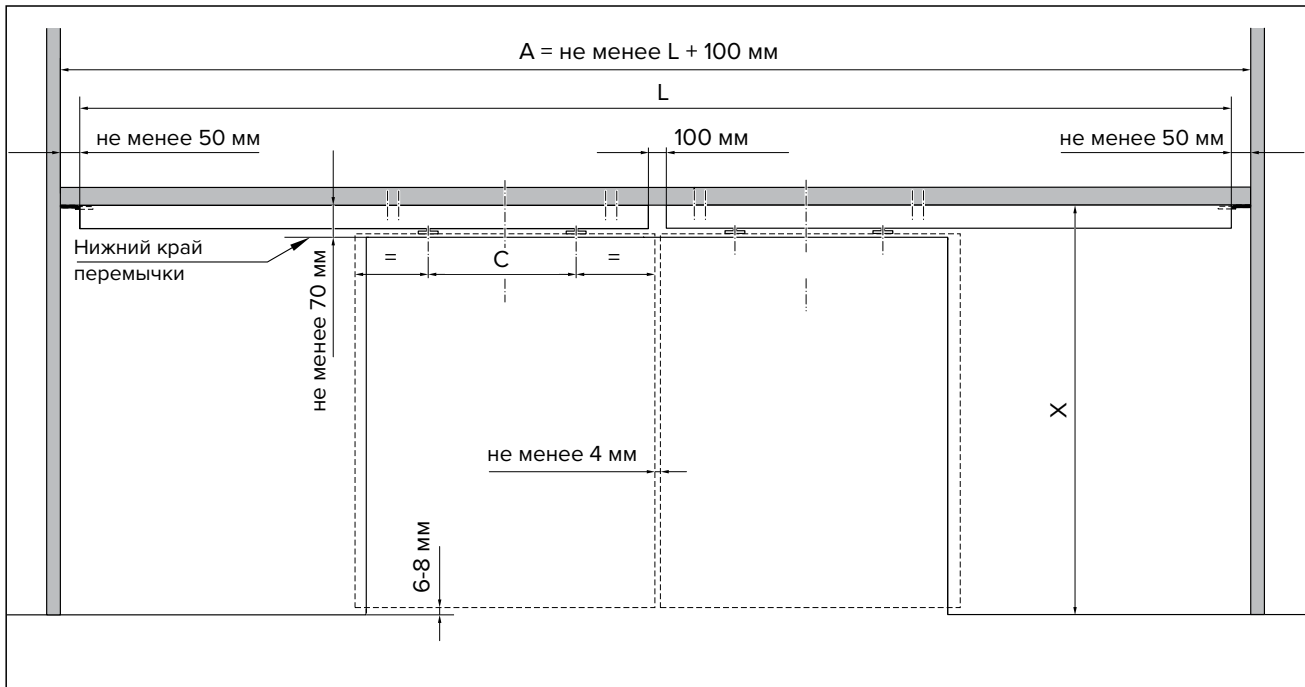 A = не менее L + 100 мм
L
не менее 50 мм
100 мм
не менее 50 мм
Нижний край
перемычки
не менее 70 мм
=
C
=
X
не менее 4 мм
6-8 мм